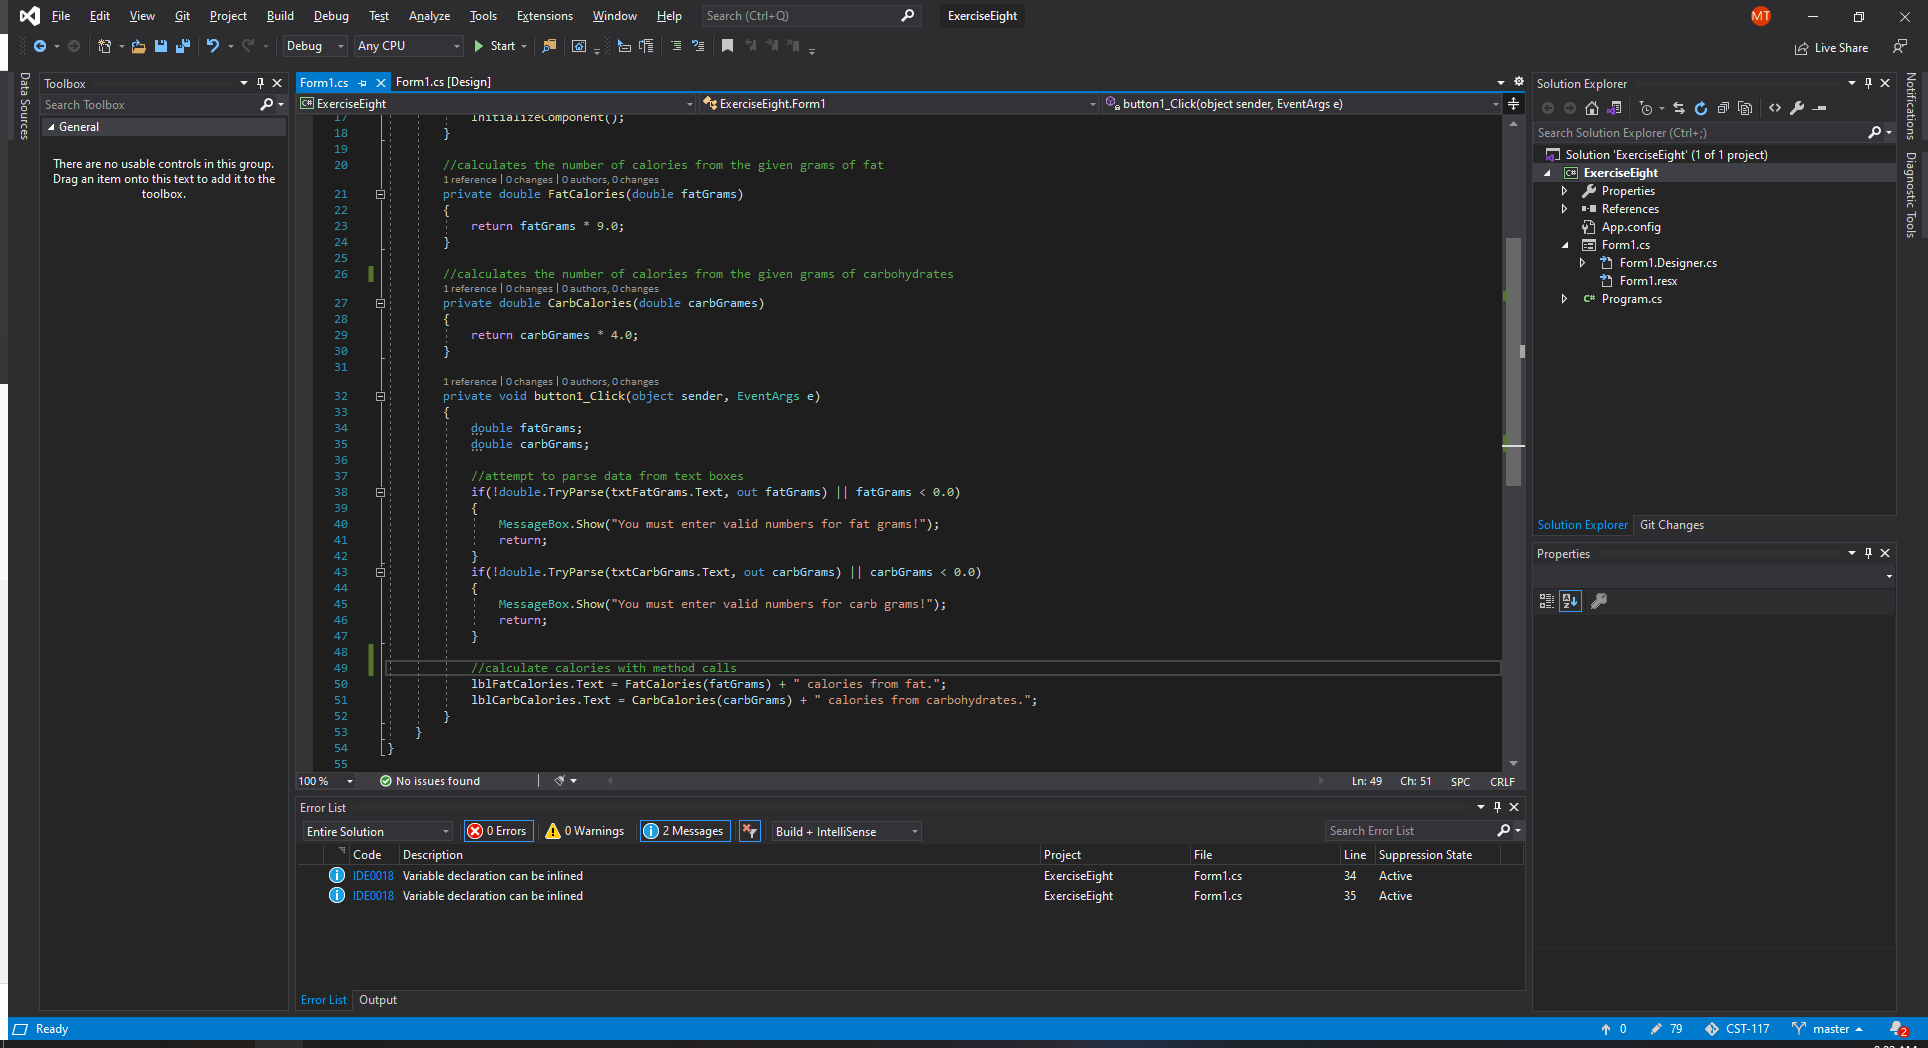 File Edit View Git Project Build Debug Test Analyze Tools Extensions Window Help Search (Ctrl+Q) ExerciseEight MT
Debug Any CPU Start Live Share
Data Sources
Toolbox
Search Toolbox
General
There are no usable controls in this group.
Drag an item onto this text to add it to the
toolbox.
Form1.cs Form1.cs [Design]
C# ExerciseEight ExerciseEight.Form1 button1_Click(object sender, EventArgs e)
17 InitializeComponent();
18 }
19
20 //calculates the number of calories from the given grams of fat
1 reference | 0 changes | 0 authors, 0 changes
21 private double FatCalories(double fatGrams)
22 {
23 return fatGrams * 9.0;
24 }
25
26 //calculates the number of calories from the given grams of carbohydrates
1 reference | 0 changes | 0 authors, 0 changes
27 private double CarbCalories(double carbGrames)
28 {
29 return carbGrames * 4.0;
30 }
31
1 reference | 0 changes | 0 authors, 0 changes
32 private void button1_Click(object sender, EventArgs e)
33 {
34 double fatGrams;
35 double carbGrams;
36
37 //attempt to parse data from text boxes
38 if(!double.TryParse(txtFatGrams.Text, out fatGrams) || fatGrams < 0.0)
39 {
40 MessageBox.Show("You must enter valid numbers for fat grams!");
41 return;
42 }
43 if(!double.TryParse(txtCarbGrams.Text, out carbGrams) || carbGrams < 0.0)
44 {
45 MessageBox.Show("You must enter valid numbers for carb grams!");
46 return;
47 }
48
49 //calculate calories with method calls
50 lblFatCalories.Text = FatCalories(fatGrams) + " calories from fat.";
51 lblCarbCalories.Text = CarbCalories(carbGrams) + " calories from carbohydrates.";
52 }
53 }
54 }
55
100 % No issues found Ln: 49 Ch: 51 SPC CRLF
Error List
Entire Solution 0 Errors 0 Warnings 2 Messages Build + IntelliSense Search Error List
Code Description Project File Line Suppression State
IDE0018 Variable declaration can be inlined ExerciseEight Form1.cs 34 Active
IDE0018 Variable declaration can be inlined ExerciseEight Form1.cs 35 Active
Error List Output
Solution Explorer
Search Solution Explorer (Ctrl+;)
Solution 'ExerciseEight' (1 of 1 project)
C# ExerciseEight
Properties
References
App.config
Form1.cs
Form1.Designer.cs
Form1.resx
C# Program.cs
Solution Explorer Git Changes
Properties
Notifications
Diagnostic Tools
Ready 0 79 CST-117 master 2